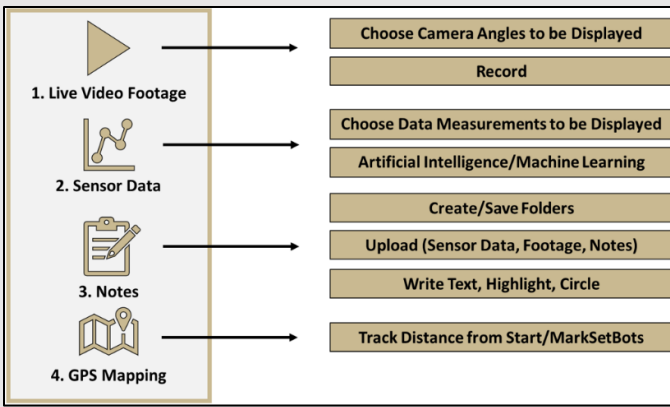 1. Live Video Footage
Choose Camera Angles to be Displayed
Record
2. Sensor Data
Choose Data Measurements to be Displayed
Artificial Intelligence/Machine Learning
3. Notes
Create/Save Folders
Upload (Sensor Data, Footage, Notes)
Write Text, Highlight, Circle
4. GPS Mapping
Track Distance from Start/MarkSetBots